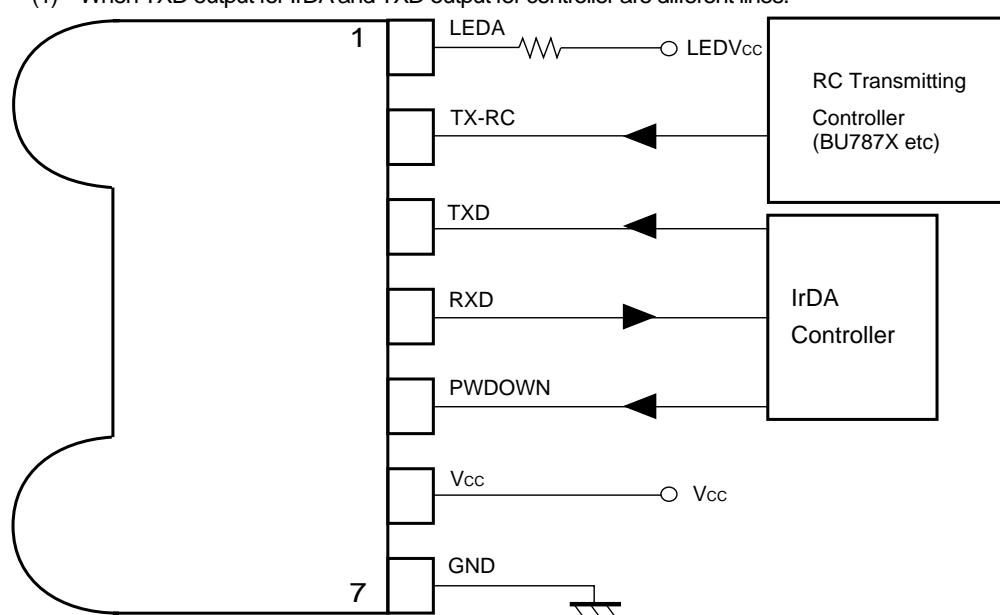 (1) When TXD output for IrDA and TXD output for controller are different lines.
1
LEDA
LEDVcc
RC Transmitting
Controller
(BU787X etc)
TX-RC
TXD
RXD
IrDA
Controller
PWDOWN
Vcc
Vcc
GND
7